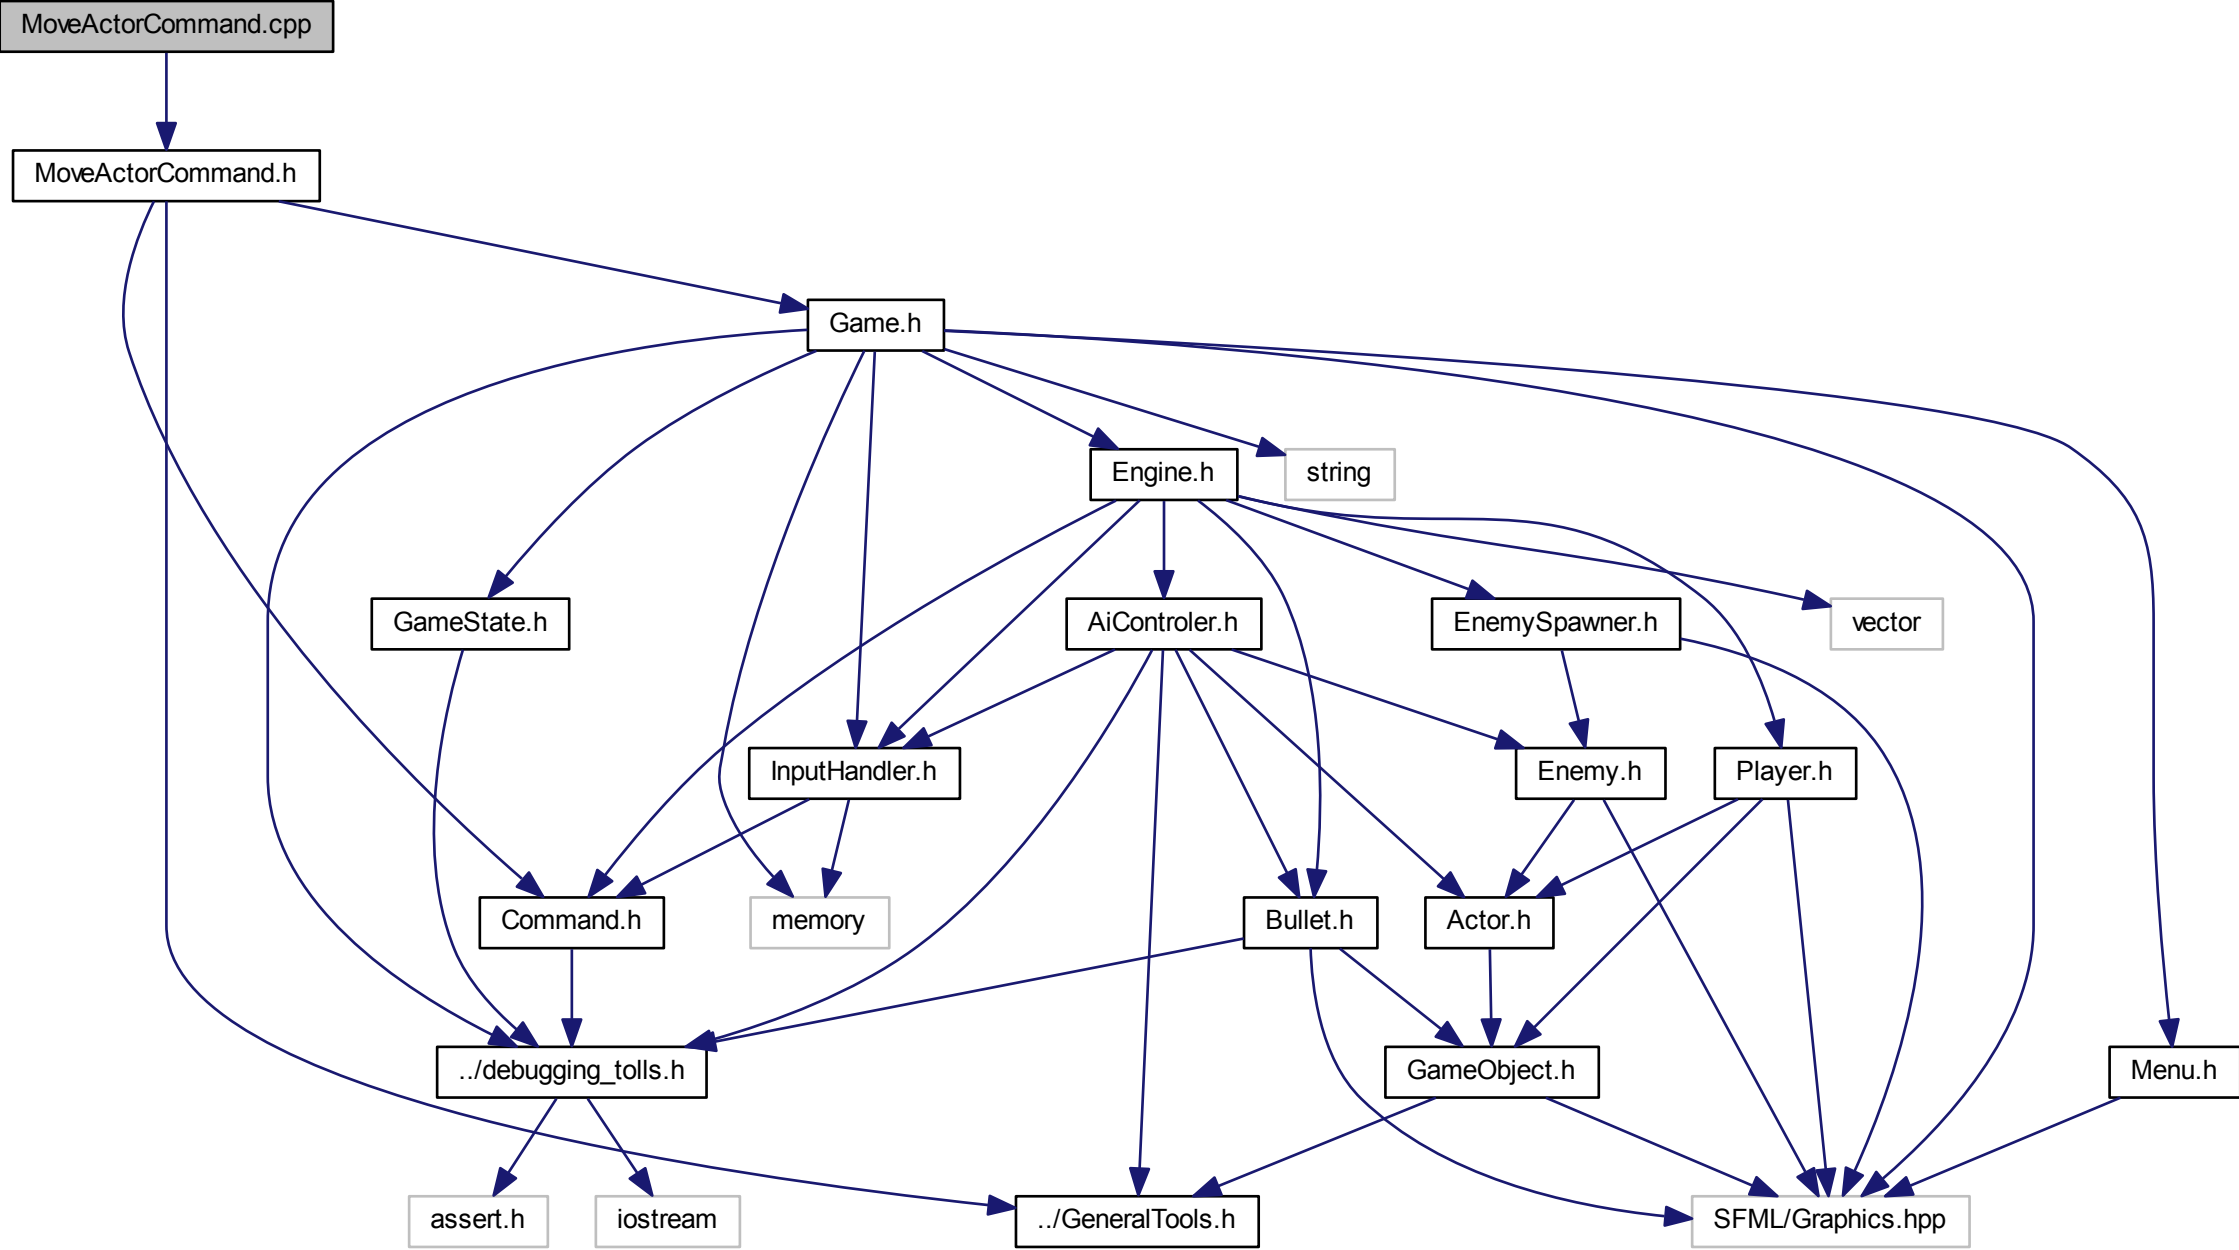 MoveActorCommand.cpp
MoveActorCommand.h
Game.h
Engine.h
string
GameState.h
AiControler.h
EnemySpawner.h
vector
InputHandler.h
Enemy.h
Player.h
Command.h
memory
Bullet.h
Actor.h
../debugging_tolls.h
GameObject.h
Menu.h
assert.h
iostream
../GeneralTools.h
SFML/Graphics.hpp